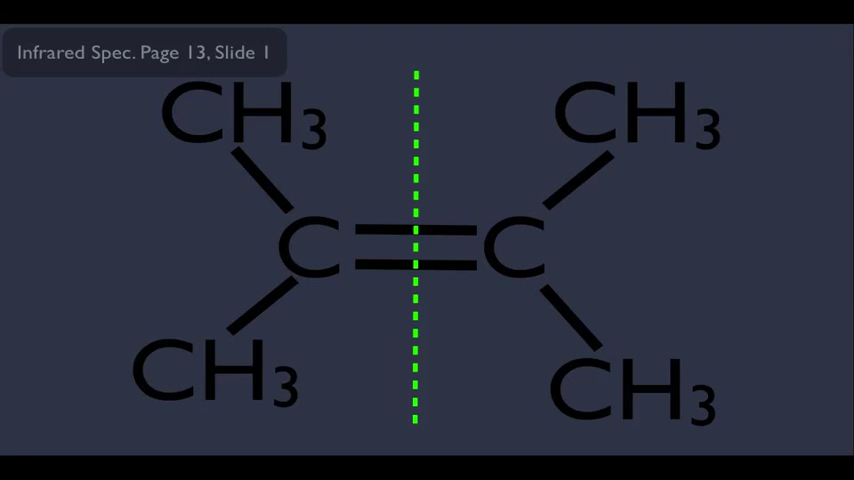 Infrared Spec. Page 13, Slide 1
CH₃ CH₃
C C
CH₃ CH₃